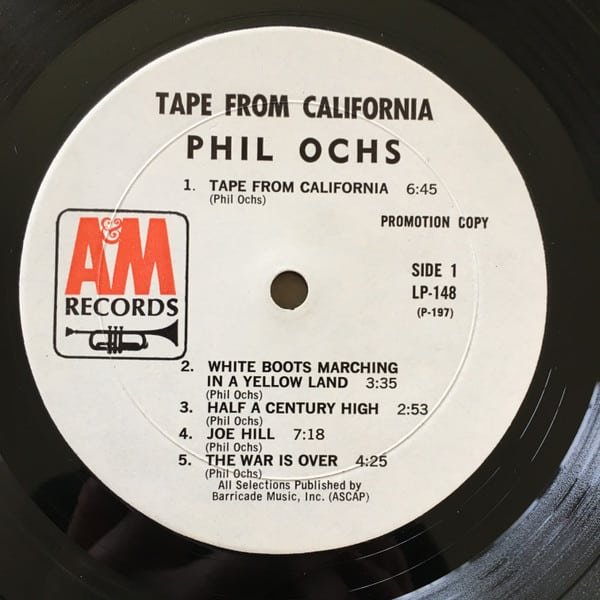 TAPE FROM CALIFORNIA
PHIL OCHS
1. TAPE FROM CALIFORNIA 6:45
(Phil Ochs)
PROMOTION COPY
A&M
RECORDS
SIDE 1
LP-148
(P-197)
2. WHITE BOOTS MARCHING
IN A YELLOW LAND 3:35
(Phil Ochs)
3. HALF A CENTURY HIGH 2:53
(Phil Ochs)
4. JOE HILL 7:18
(Phil Ochs)
5. THE WAR IS OVER 4:25
(Phil Ochs)
All Selections Published by
Barricade Music, Inc. (ASCAP)